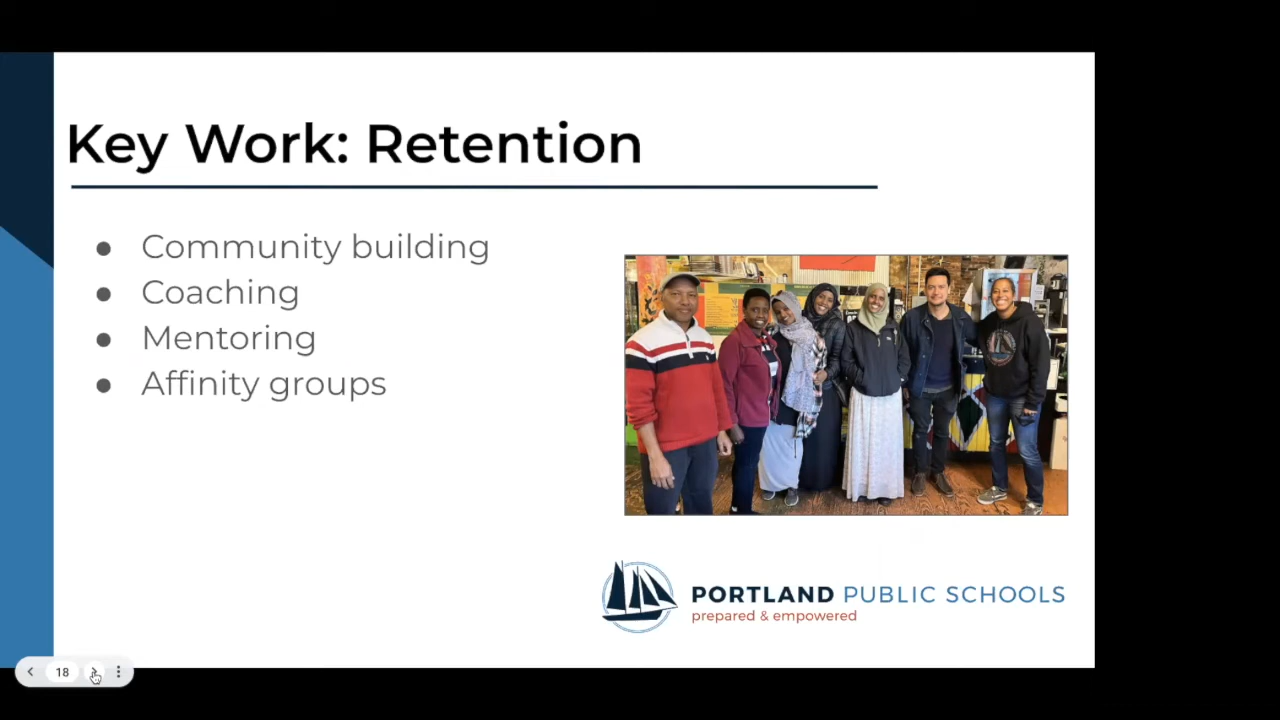 Key Work: Retention
● Community building
● Coaching
● Mentoring
● Affinity groups
PORTLAND PUBLIC SCHOOLS
prepared & empowered
18